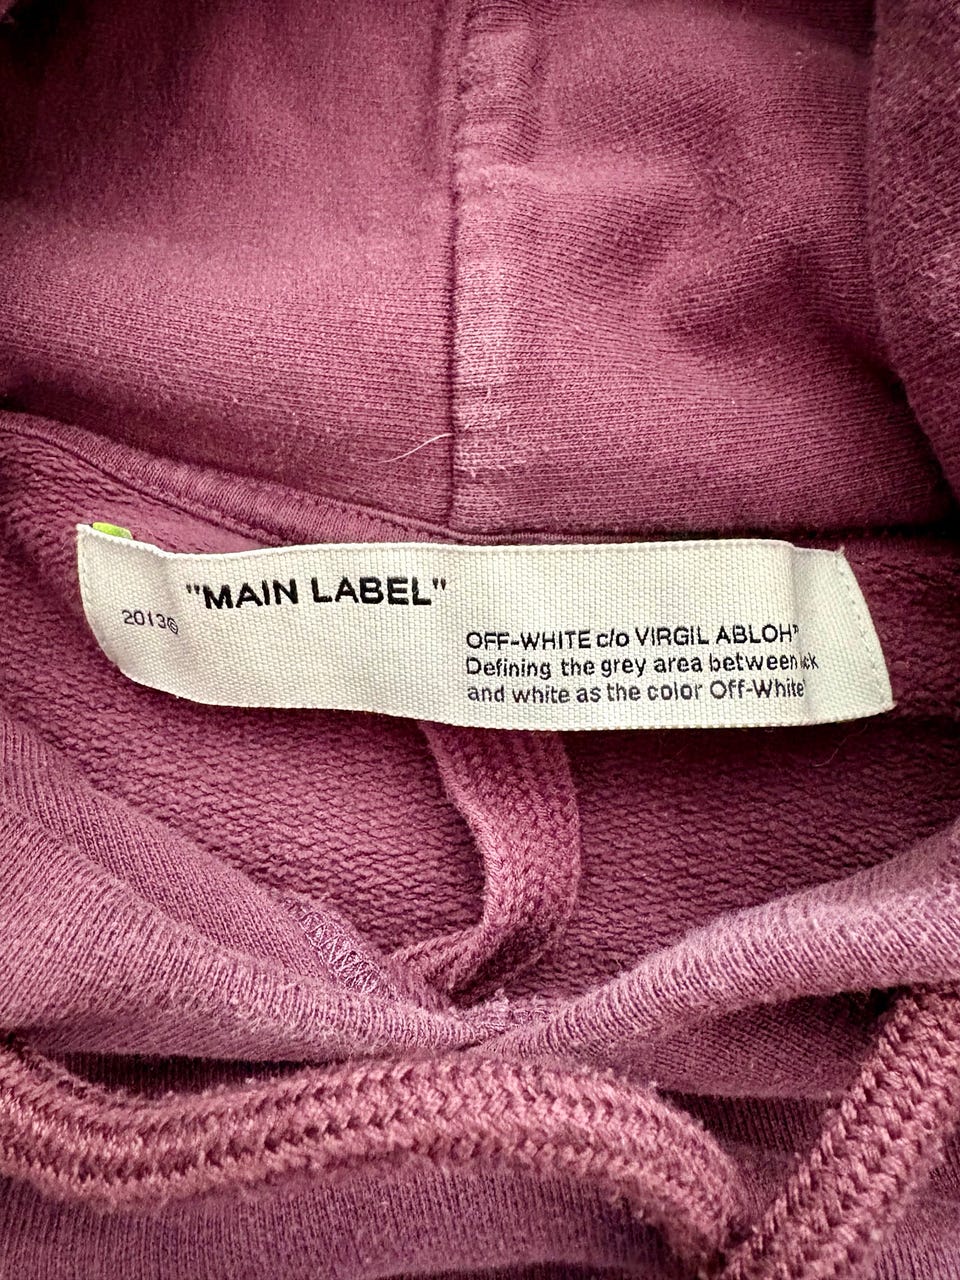 "MAIN LABEL"
2013
OFF-WHITE c/o VIRGIL ABLOH"
Defining the grey area between
and white as the color Off-White"